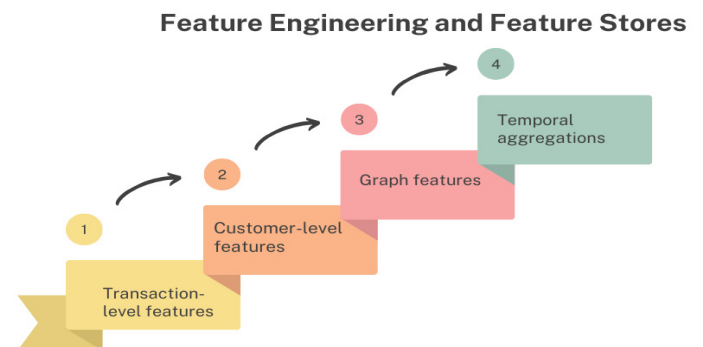 Feature Engineering and Feature Stores
4
Temporal
aggregations
3
Graph features
2
Customer-level
features
1
Transaction-
level features